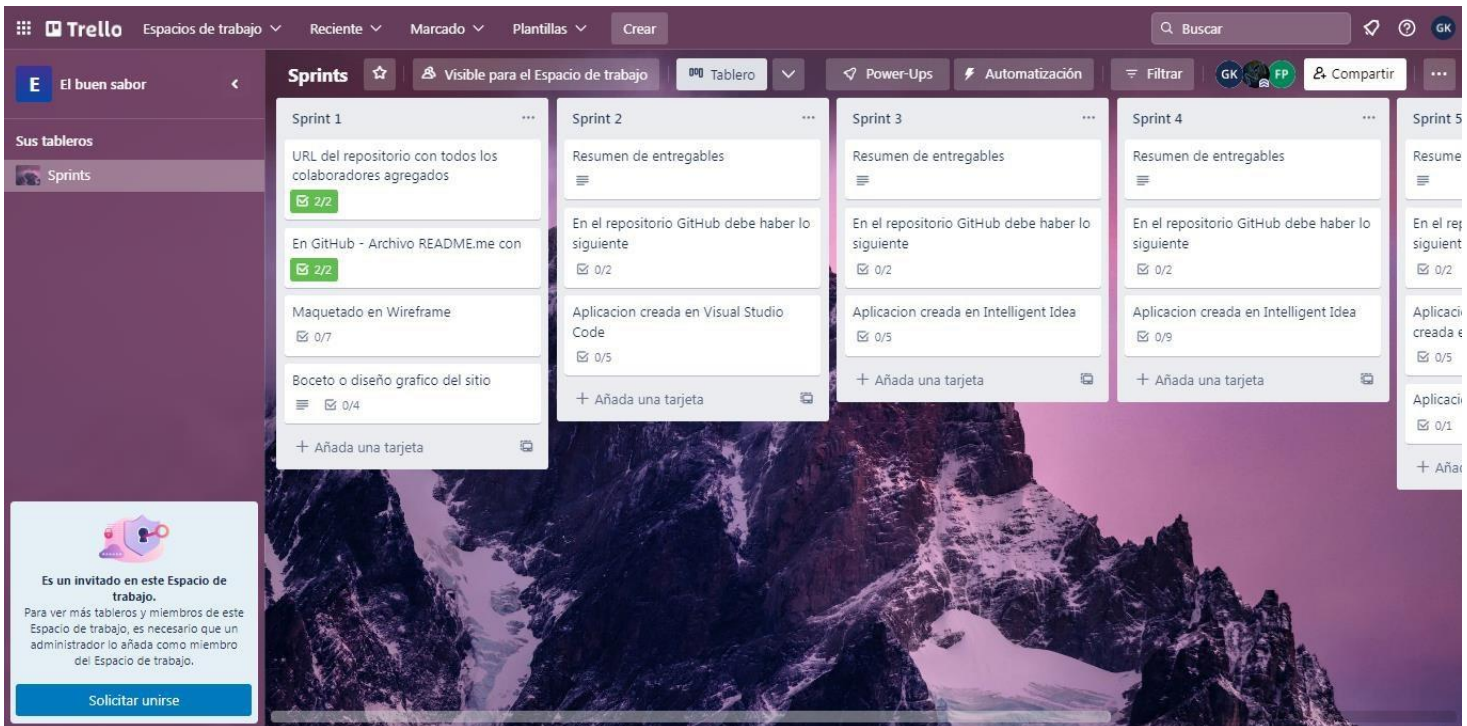 Trello
Espacios de trabajo
Reciente
Marcado
Plantillas
Crear
Buscar
GK
E
El buen sabor
Sprints
Visible para el Espacio de trabajo
Tablero
Power-Ups
Automatización
Filtrar
GK
FP
Compartir
Sus tableros
Sprints
Sprint 1
URL del repositorio con todos los
colaboradores agregados
2/2
En GitHub - Archivo README.me con
2/2
Maquetado en Wireframe
0/7
Boceto o diseño grafico del sitio
0/4
+ Añada una tarjeta
Sprint 2
Resumen de entregables
En el repositorio GitHub debe haber lo
siguiente
0/2
Aplicacion creada en Visual Studio
Code
0/5
+ Añada una tarjeta
Sprint 3
Resumen de entregables
En el repositorio GitHub debe haber lo
siguiente
0/2
Aplicacion creada en Intelligent Idea
0/5
+ Añada una tarjeta
Sprint 4
Resumen de entregables
En el repositorio GitHub debe haber lo
siguiente
0/2
Aplicacion creada en Intelligent Idea
0/9
+ Añada una tarjeta
Sprint 5
Resume
En el rep
siguient
0/2
Aplicaci
creada e
0/5
Aplicaci
0/1
+ Añad
Es un invitado en este Espacio de
trabajo.
Para ver más tableros y miembros de este
Espacio de trabajo, es necesario que un
administrador lo añada como miembro
del Espacio de trabajo.
Solicitar unirse